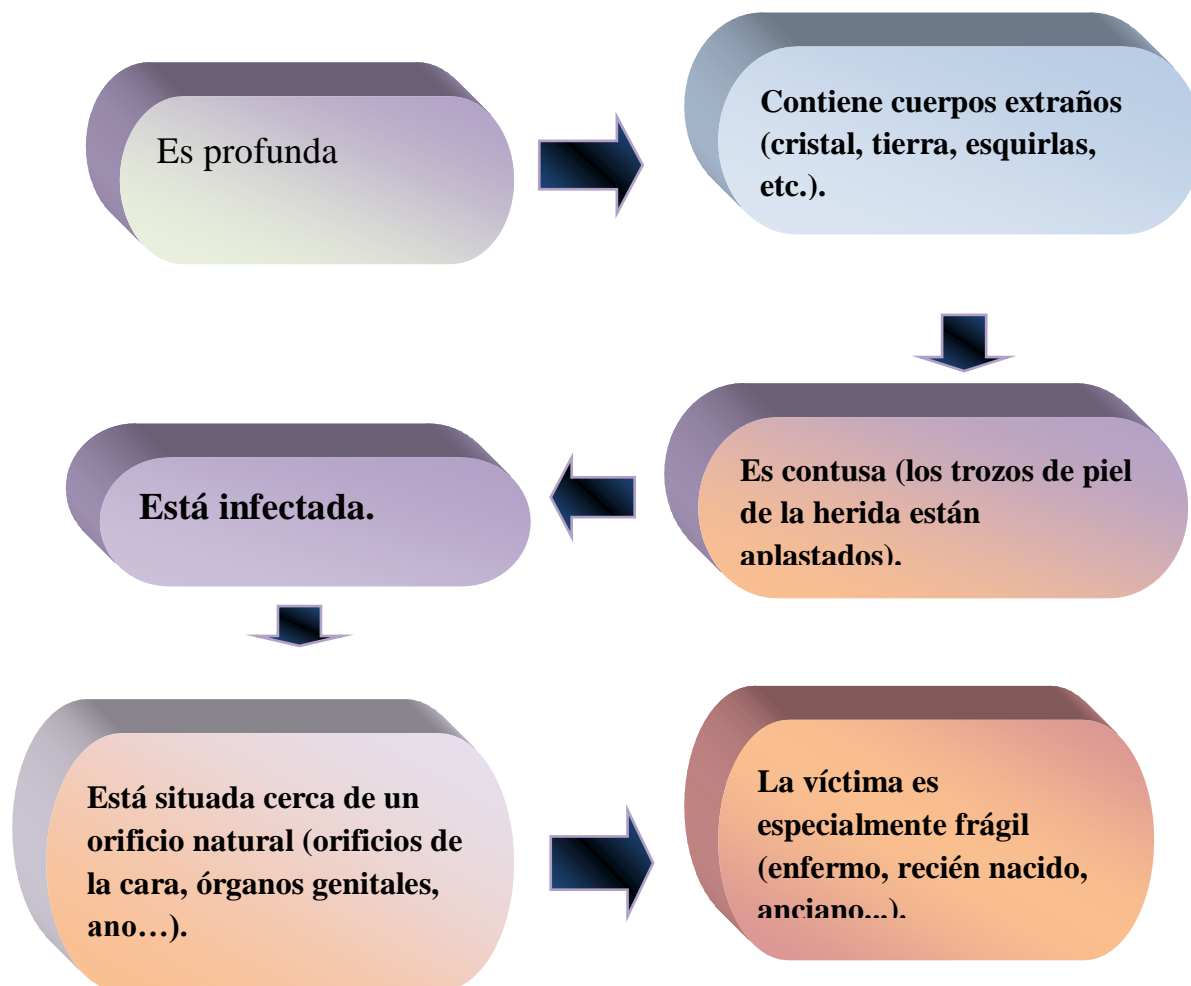 Es profunda
Contiene cuerpos extraños
(cristal, tierra, esquirlas,
etc.).
Es contusa (los trozos de piel
de la herida están
aplastados).
Está infectada.
Está situada cerca de un
orificio natural (orificios de
la cara, órganos genitales,
ano…).
La víctima es
especialmente frágil
(enfermo, recién nacido,
anciano...).